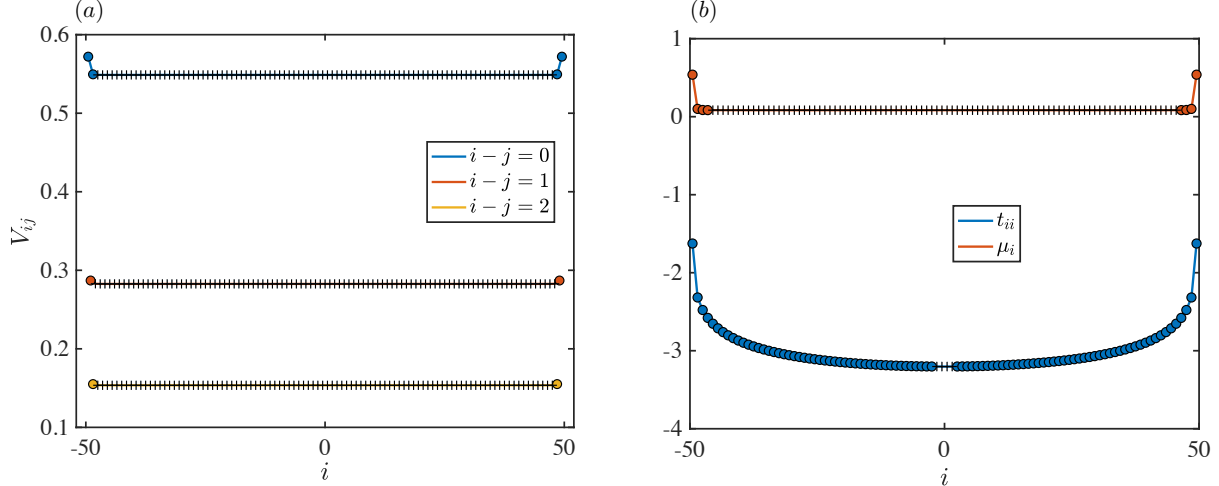 (a)
0.6
0.5
0.4
0.3
0.2
0.1
V_{ij}
-50
0
50
i
i − j = 0
i − j = 1
i − j = 2
(b)
1
0
-1
-2
-3
-4
-50
0
50
i
t_{ii}
μ_i